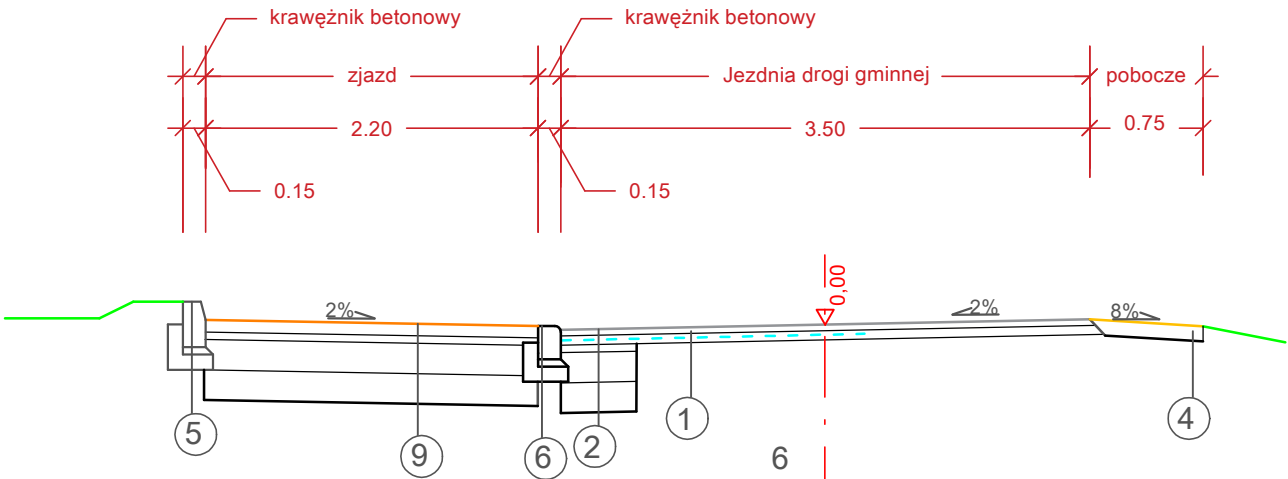 krawężnik betonowy krawężnik betonowy
zjazd Jezdnia drogi gminnej pobocze
2.20 3.50 0.75
0.15 0.15
0,00
2% 2% 8%
5 9 6 2 1 4
6